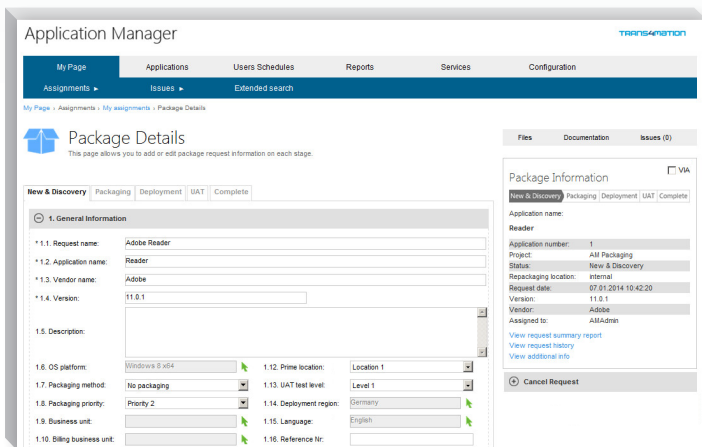 Application Manager
TRANS4MATION
My Page Applications Users Schedules Reports Services Configuration
Assignments ► Issues ► Extended search
My Page › Assignments › My assignments › Package Details
Package Details
This page allows you to add or edit package request information on each stage.
Files Documentation Issues (0)
New & Discovery Packaging Deployment UAT Complete
1. General Information
* 1.1. Request name: Adobe Reader
* 1.2. Application name: Reader
* 1.3. Vendor name: Adobe
* 1.4. Version: 11.0.1
1.5. Description:
1.6. OS platform: Windows 8 x64 1.12. Prime location: Location 1
1.7. Packaging method: No packaging 1.13. UAT test level: Level 1
1.8. Packaging priority: Priority 2 1.14. Deployment region: Germany
1.9. Business unit: 1.15. Language: English
1.10. Billing business unit: 1.16. Reference Nr:
VIA
Package Information
New & Discovery Packaging Deployment UAT Complete
Application name:
Reader
Application number: 1
Project: AM Packaging
Status: New & Discovery
Repackaging location: internal
Request date: 07.01.2014 10:42:20
Version: 11.0.1
Vendor: Adobe
Assigned to: AMAdmin
View request summary report
View request history
View additional info
Cancel Request